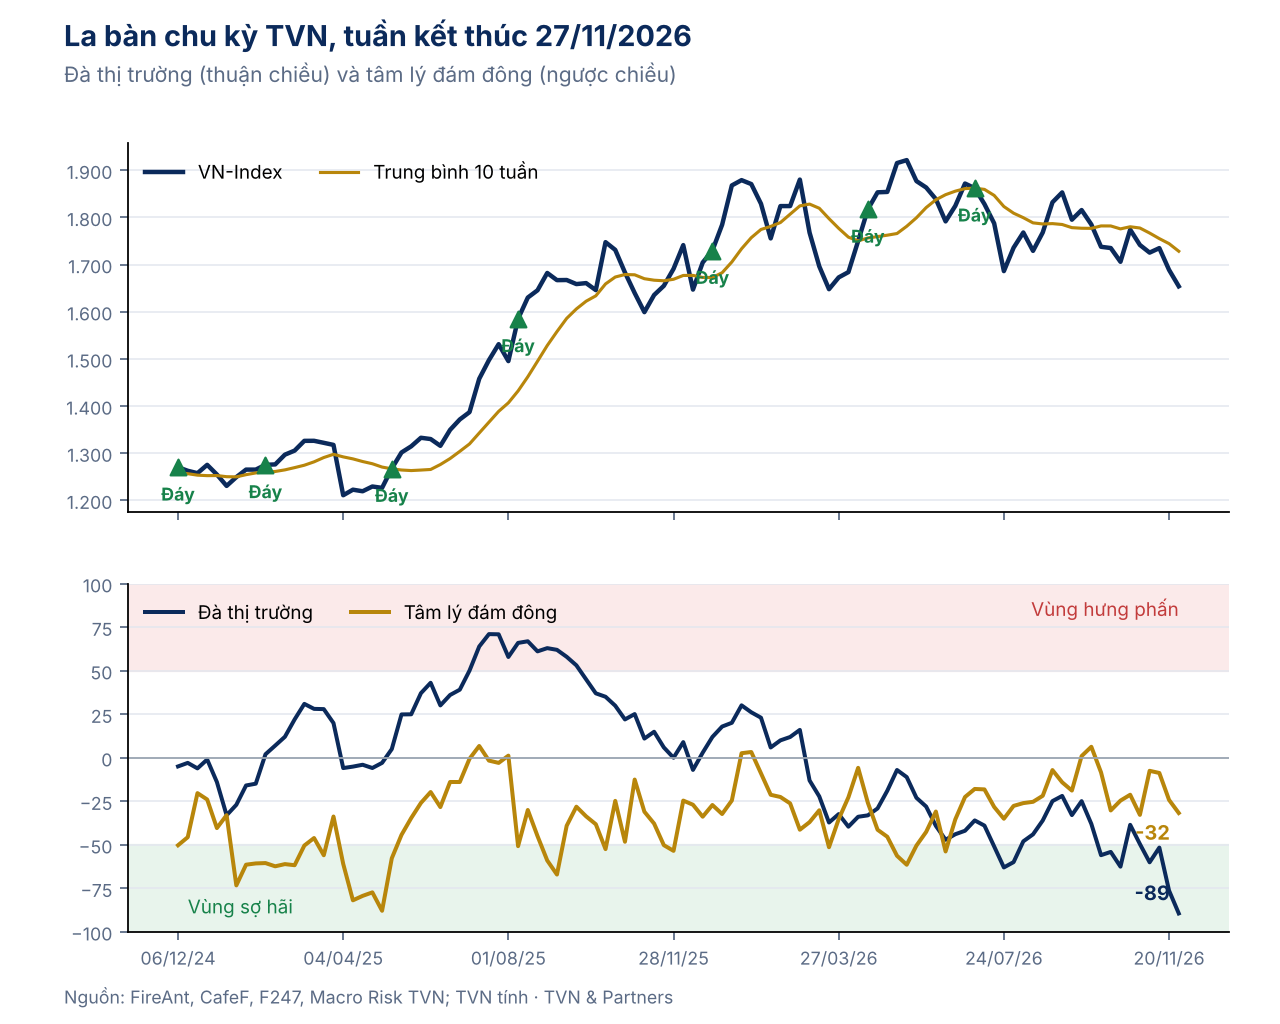 La bàn chu kỳ TVN, tuần kết thúc 27/11/2026
Đà thị trường (thuận chiều) và tâm lý đám đông (ngược chiều)
VN-Index
Trung bình 10 tuần
1.900
1.800
1.700
1.600
1.500
1.400
1.300
1.200
Đáy
Đáy
Đáy
Đáy
Đáy
Đáy
Đáy
Đà thị trường
Tâm lý đám đông
Vùng hưng phấn
100
75
50
25
0
−25
−50
−75
−100
-32
-89
Vùng sợ hãi
06/12/24
04/04/25
01/08/25
28/11/25
27/03/26
24/07/26
20/11/26
Nguồn: FireAnt, CafeF, F247, Macro Risk TVN; TVN tính · TVN & Partners